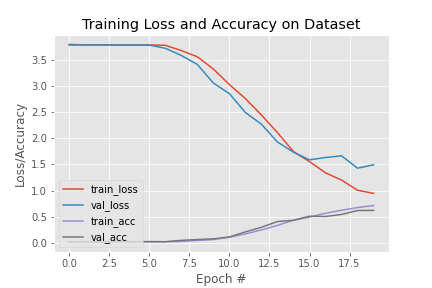 Training Loss and Accuracy on Dataset
Loss/Accuracy
3.5
3.0
2.5
2.0
1.5
1.0
0.5
0.0
train_loss
val_loss
train_acc
val_acc
0.0 2.5 5.0 7.5 10.0 12.5 15.0 17.5
Epoch #